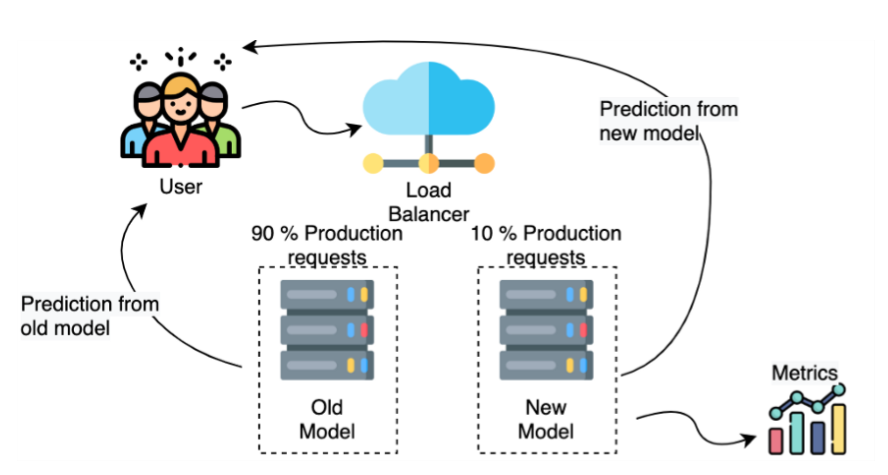 Prediction from
new model
User
Load
Balancer
90 % Production
requests
10 % Production
requests
Prediction from
old model
Old
Model
New
Model
Metrics